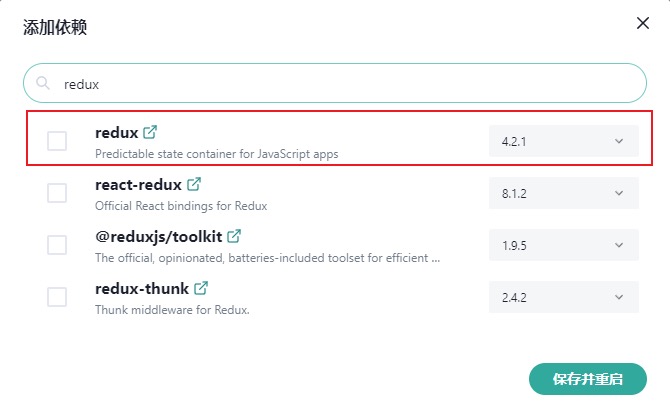 添加依赖
redux
redux
Predictable state container for JavaScript apps
4.2.1
react-redux
Official React bindings for Redux
8.1.2
@reduxjs/toolkit
The official, opinionated, batteries-included toolset for efficient ...
1.9.5
redux-thunk
Thunk middleware for Redux.
2.4.2
保存并重启